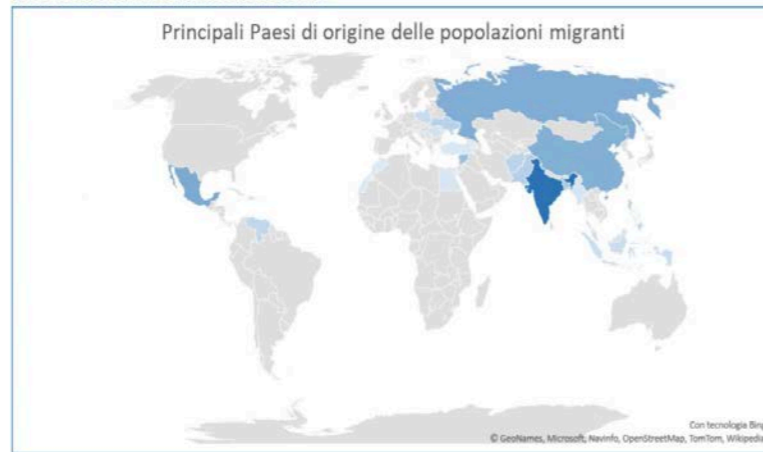 Principali Paesi di origine delle popolazioni migranti
Con tecnologia Bing
© GeoNames, Microsoft, Navinfo, OpenStreetMap, TomTom, Wikipedia